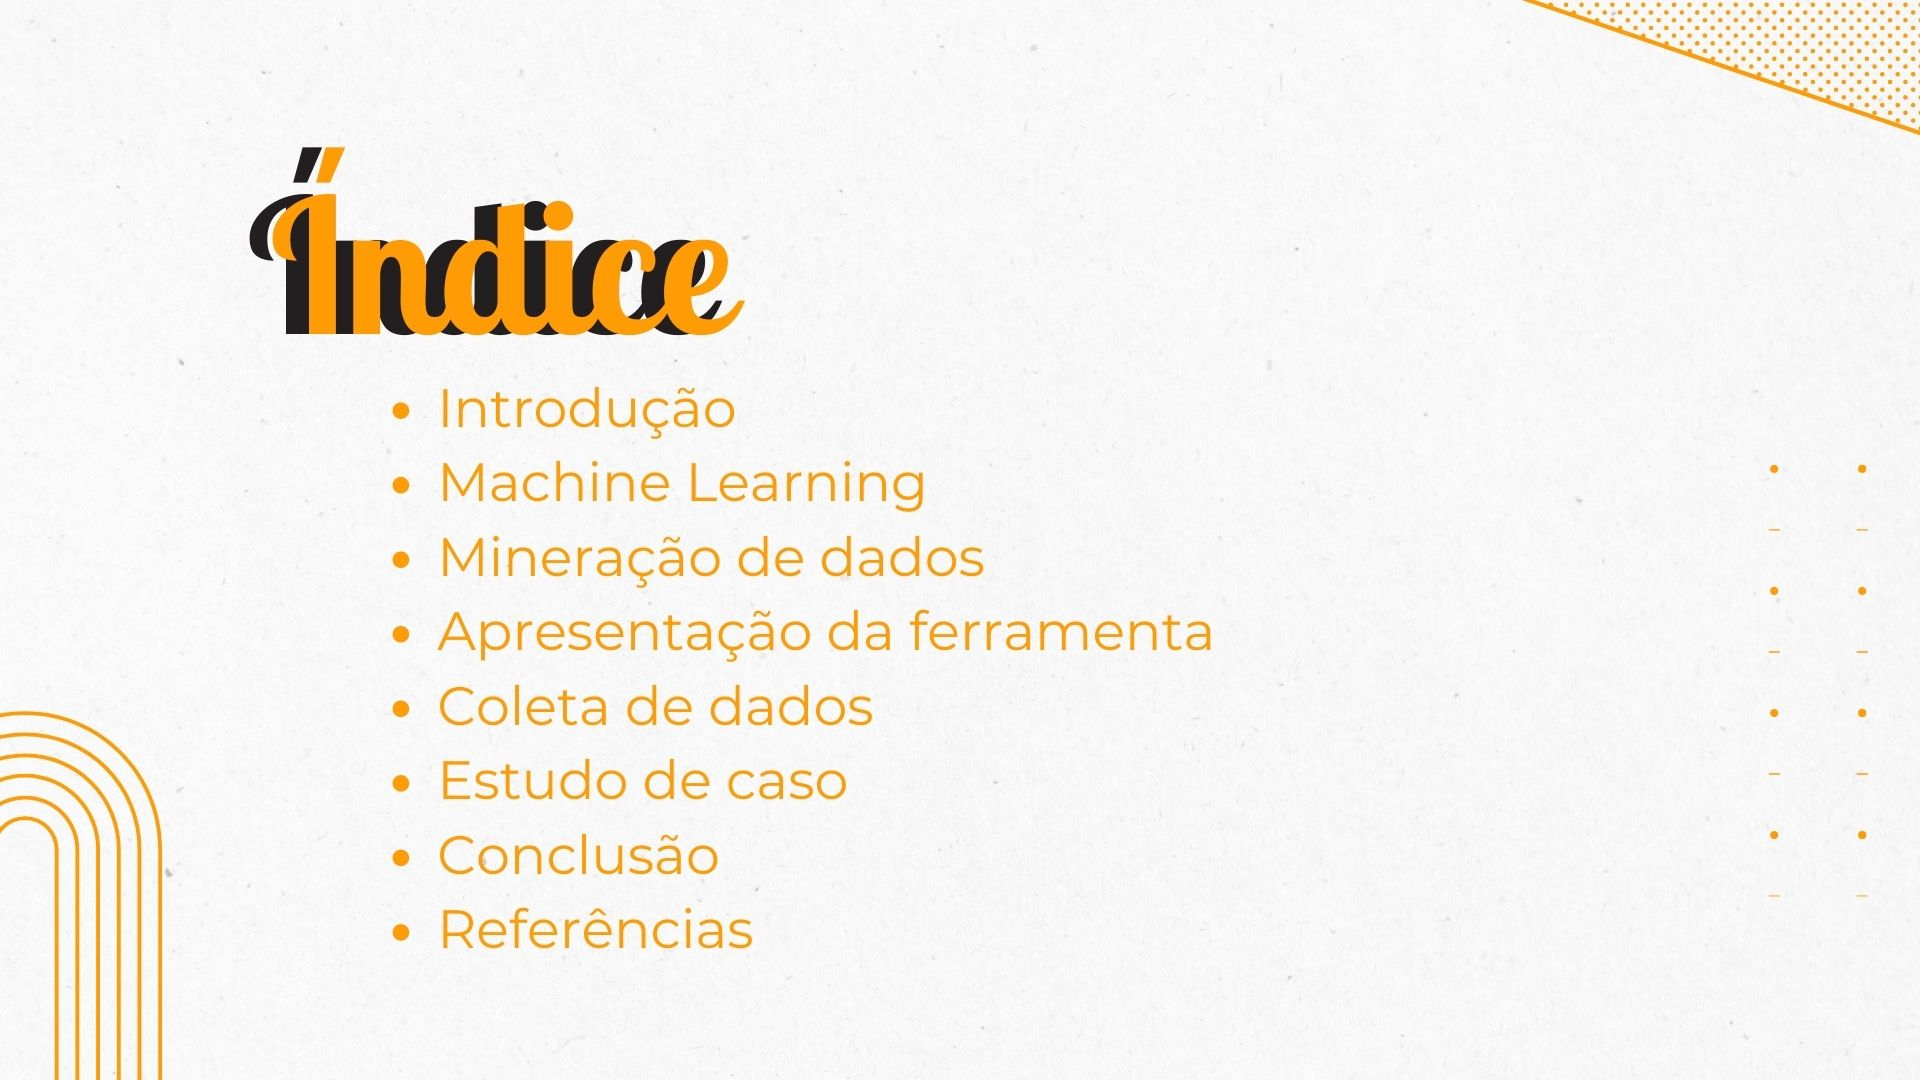 Índice
Introdução
Machine Learning
Mineração de dados
Apresentação da ferramenta
Coleta de dados
Estudo de caso
Conclusão
Referências